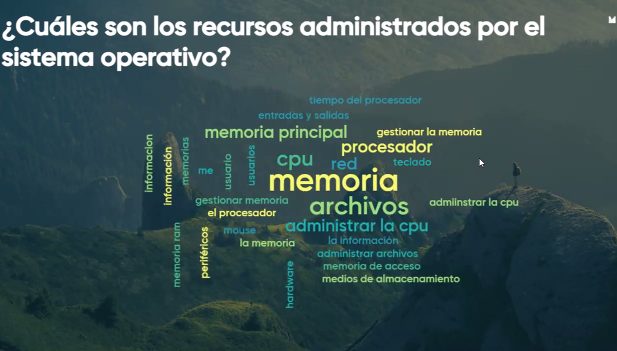 ¿Cuáles son los recursos administrados por el
sistema operativo?
tiempo del procesador
entradas y salidas
memoria principal
gestionar la memoria
procesador
informacion
información
memorias
me
usuario
usuarios
cpu
red
teclado
memoria
gestionar memoria
archivos
admiinstrar la cpu
el procesador
administrar la cpu
mouse
la memoria
la información
memoria ram
periféricos
administrar archivos
memoria de acceso
hardware
medios de almacenamiento